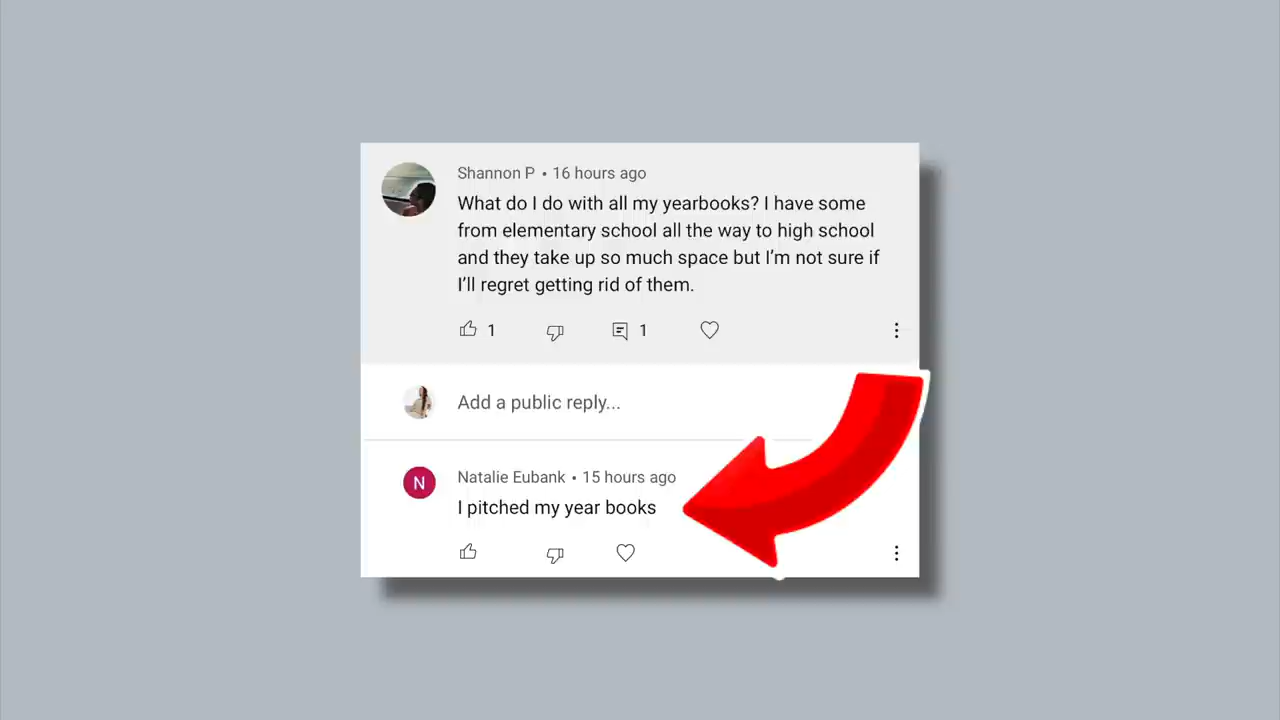 Shannon P • 16 hours ago
What do I do with all my yearbooks? I have some
from elementary school all the way to high school
and they take up so much space but I’m not sure if
I’ll regret getting rid of them.
1 1
Add a public reply...
N
Natalie Eubank • 15 hours ago
I pitched my year books